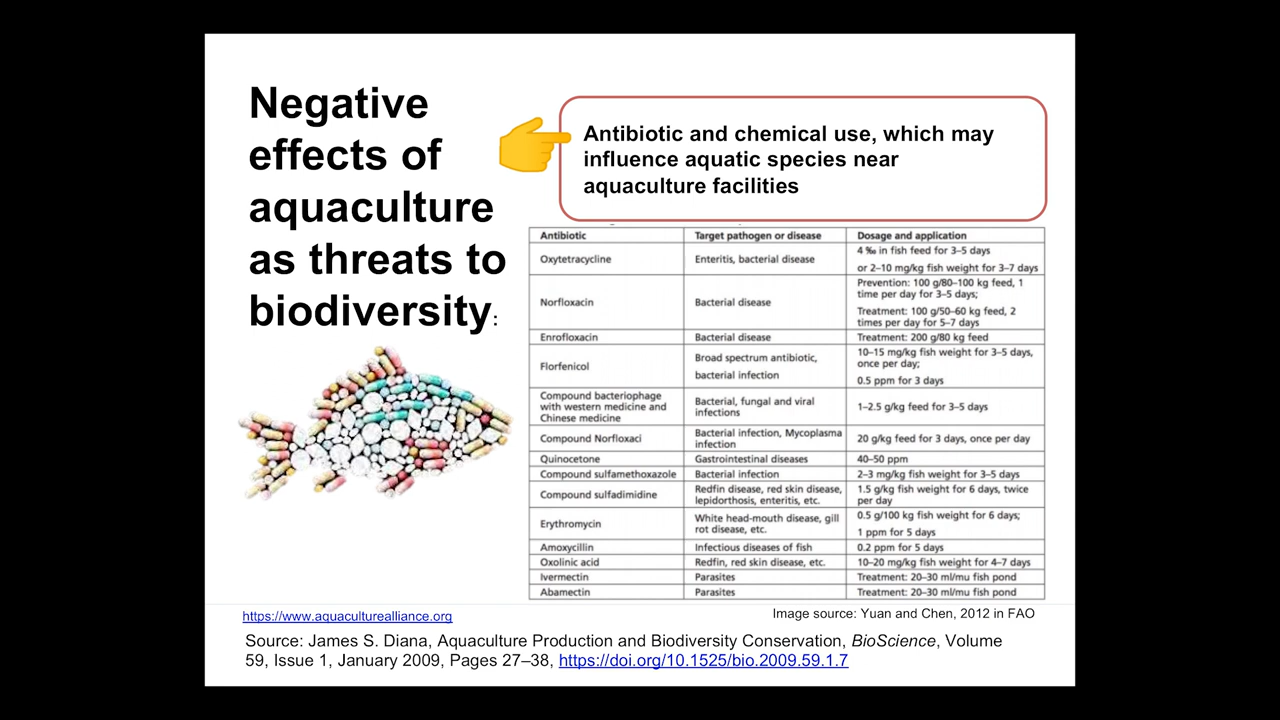 Negative
effects of
aquaculture
as threats to
biodiversity:
Antibiotic and chemical use, which may
influence aquatic species near
aquaculture facilities
Antibiotic Target pathogen or disease Dosage and application
Oxytetracycline Enteritis, bacterial disease 4 ‰ in fish feed for 3–5 days
or 2–10 mg/kg fish weight for 3–7 days
Norfloxacin Bacterial disease Prevention: 100 g/80–100 kg feed, 1
time per day for 3–5 days;
Treatment: 100 g/50–60 kg feed, 2
times per day for 5–7 days
Enrofloxacin Bacterial disease Treatment: 200 g/80 kg feed
Florfenicol Broad spectrum antibiotic,
bacterial infection
10–15 mg/kg fish weight for 3–5 days,
once per day;
0.5 ppm for 3 days
Compound bacteriophage
with western medicine and
Chinese medicine
Bacterial, fungal and viral
infections
1–2.5 g/kg feed for 3–5 days
Compound Norfloxaci Bacterial infection, Mycoplasma
infection
20 g/kg feed for 3 days, once per day
Quinocetone Gastrointestinal diseases 40–50 ppm
Compound sulfamethoxazole Bacterial infection 2–3 mg/kg fish weight for 3–5 days
Compound sulfadimidine Redfin disease, red skin disease,
lepidorthosis, enteritis, etc.
1.5 g/kg fish weight for 6 days, twice
per day
Erythromycin White head-mouth disease, gill
rot disease, etc.
0.5 g/100 kg fish weight for 6 days;
1 ppm for 5 days
Amoxycillin Infectious diseases of fish 0.2 ppm for 5 days
Oxolinic acid Redfin, red skin disease, etc. 10–20 mg/kg fish weight for 4–7 days
Ivermectin Parasites Treatment: 20–30 ml/mu fish pond
Abamectin Parasites Treatment: 20–30 ml/mu fish pond
https://www.aquaculturealliance.org
Image source: Yuan and Chen, 2012 in FAO
Source: James S. Diana, Aquaculture Production and Biodiversity Conservation, BioScience, Volume
59, Issue 1, January 2009, Pages 27–38, https://doi.org/10.1525/bio.2009.59.1.7